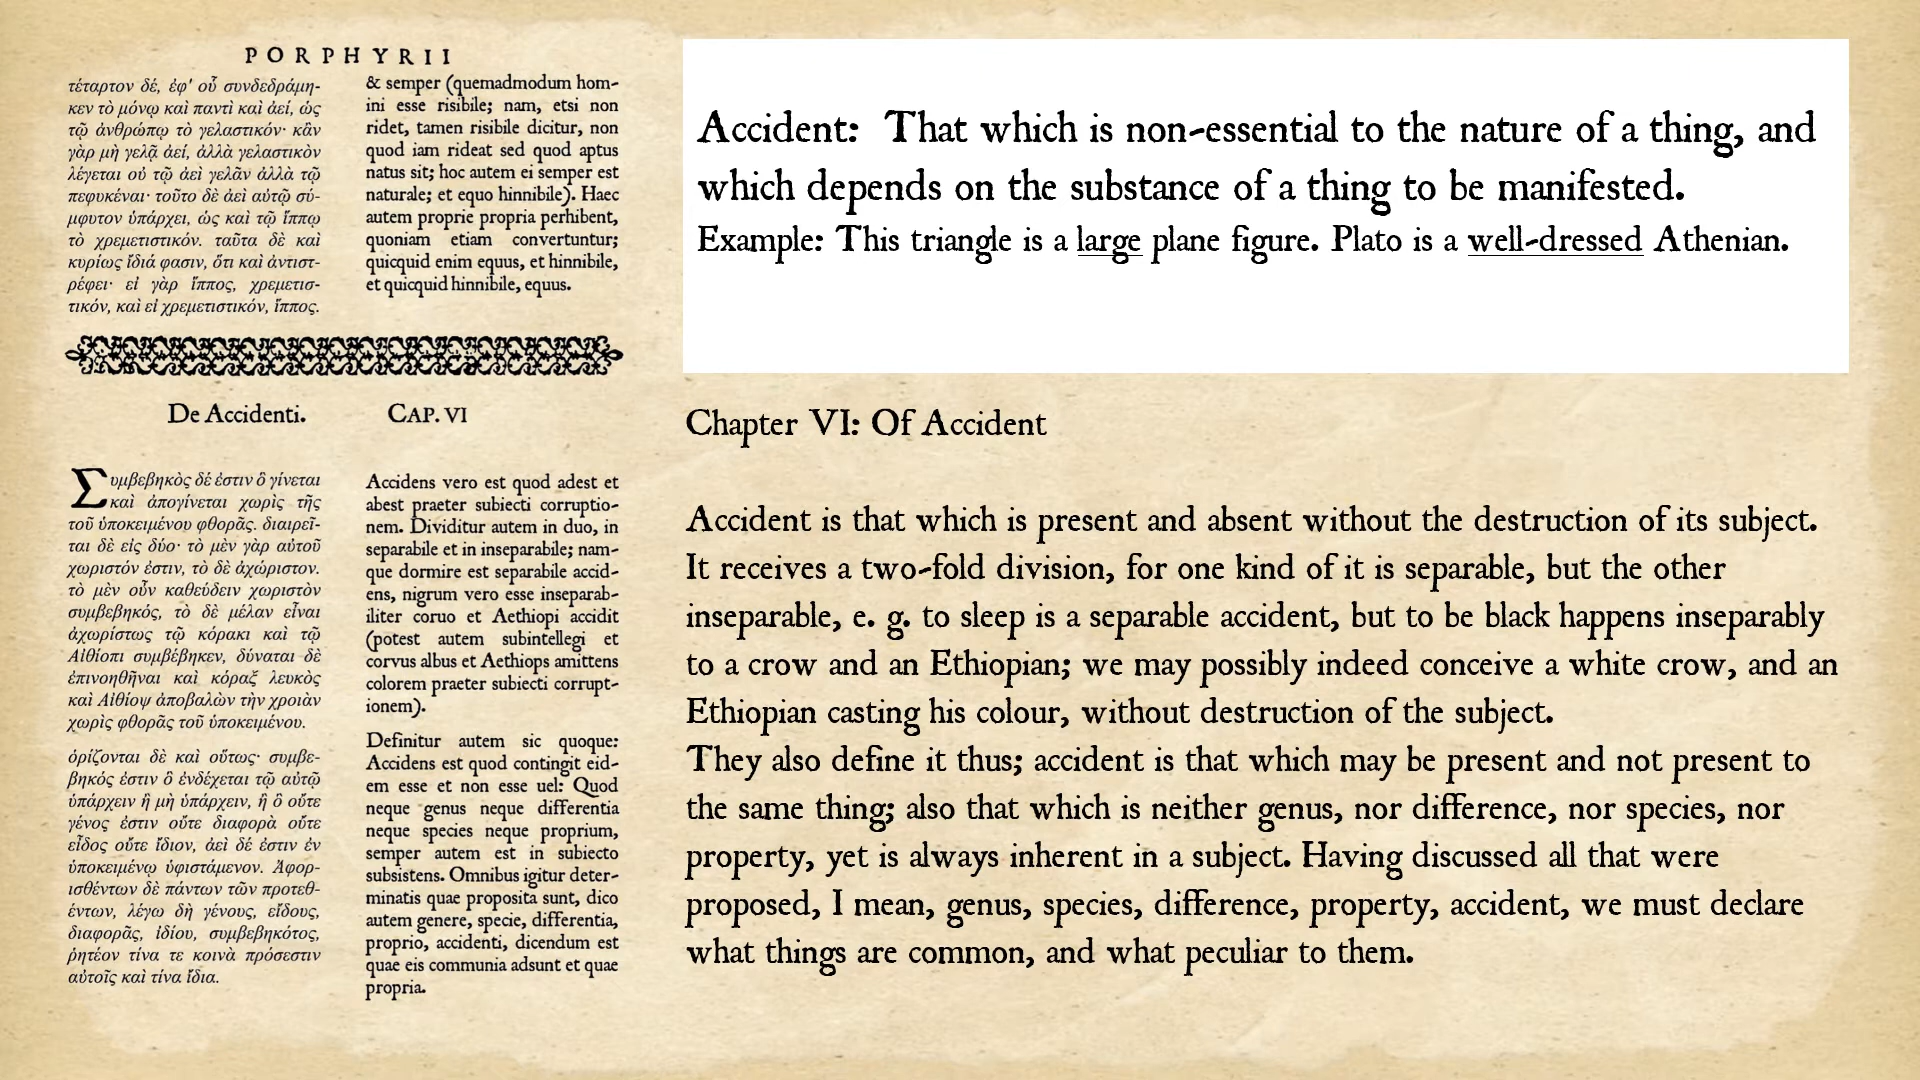 PORPHYRII
τέταρτον δέ, ἐφ' οὗ συνδεδράμη-
κεν τὸ μόνῳ καὶ παντὶ καὶ ἀεί, ὡς
τῷ ἀνθρώπῳ τὸ γελαστικόν· κἂν
γὰρ μὴ γελᾷ ἀεί, ἀλλὰ γελαστικὸν
λέγεται οὐ τῷ ἀεὶ γελᾶν ἀλλὰ τῷ
πεφυκέναι· τοῦτο δὲ ἀεὶ αὐτῷ σύ-
μφυτον ὑπάρχει, ὡς καὶ τῷ ἵππῳ
τὸ χρεμετιστικόν. ταῦτα δὲ καὶ
κυρίως ἴδιά φασιν, ὅτι καὶ ἀντιστ-
ρέφει· εἰ γὰρ ἵππος, χρεμετισ-
τικόν, καὶ εἰ χρεμετιστικόν, ἵππος.
& semper (quemadmodum hom-
ini esse risibile; nam, etsi non
ridet, tamen risibile dicitur, non
quod iam rideat sed quod aptus
natus sit; hoc autem ei semper est
naturale; et equo hinnibile). Haec
autem proprie propria perhibent,
quoniam etiam convertuntur;
quicquid enim equus, et hinnibile,
et quicquid hinnibile, equus.
De Accidenti. CAP. VI
Συμβεβηκὸς δέ ἐστιν ὃ γίνεται
καὶ ἀπογίνεται χωρὶς τῆς
τοῦ ὑποκειμένου φθορᾶς. διαιρεῖ-
ται δὲ εἰς δύο· τὸ μὲν γὰρ αὐτοῦ
χωριστόν ἐστιν, τὸ δὲ ἀχώριστον.
τὸ μὲν οὖν καθεύδειν χωριστὸν
συμβεβηκός, τὸ δὲ μέλαν εἶναι
ἀχωρίστως τῷ κόρακι καὶ τῷ
Αἰθίοπι συμβέβηκεν, δύναται δὲ
ἐπινοηθῆναι καὶ κόραξ λευκὸς
καὶ Αἰθίοψ ἀποβαλὼν τὴν χροιὰν
χωρὶς φθορᾶς τοῦ ὑποκειμένου.
ὁρίζονται δὲ καὶ οὕτως· συμβε-
βηκός ἐστιν ὃ ἐνδέχεται τῷ αὐτῷ
ὑπάρχειν ἢ μὴ ὑπάρχειν, ἢ ὃ οὔτε
γένος ἐστὶν οὔτε διαφορὰ οὔτε
εἶδος οὔτε ἴδιον, ἀεὶ δέ ἐστιν ἐν
ὑποκειμένῳ ὑφιστάμενον. Ἀφορ-
ισθέντων δὲ πάντων τῶν προτεθ-
έντων, λέγω δὴ γένους, εἴδους,
διαφορᾶς, ἰδίου, συμβεβηκότος,
ῥητέον τίνα τε κοινὰ πρόσεστιν
αὐτοῖς καὶ τίνα ἴδια.
Accidens vero est quod adest et
abest praeter subiecti corruptio-
nem. Dividitur autem in duo, in
separabile et in inseparabile; nam-
que dormire est separabile accid-
ens, nigrum vero esse inseparab-
iliter coruo et Aethiopi accidit
(potest autem subintellegi et
corvus albus et Aethiops amittens
colorem praeter subiecti corrupt-
ionem).
Definitur autem sic quoque:
Accidens est quod contingit eid-
em esse et non esse uel: Quod
neque genus neque differentia
neque species neque proprium,
semper autem est in subiecto
subsistens. Omnibus igitur deter-
minatis quae proposita sunt, dico
autem genere, specie, differentia,
proprio, accidenti, dicendum est
quae eis communia adsunt et quae
propria.
Accident: That which is non-essential to the nature of a thing, and
which depends on the substance of a thing to be manifested.
Example: This triangle is a large plane figure. Plato is a well-dressed Athenian.
Chapter VI: Of Accident
Accident is that which is present and absent without the destruction of its subject.
It receives a two-fold division, for one kind of it is separable, but the other
inseparable, e. g. to sleep is a separable accident, but to be black happens inseparably
to a crow and an Ethiopian; we may possibly indeed conceive a white crow, and an
Ethiopian casting his colour, without destruction of the subject.
They also define it thus; accident is that which may be present and not present to
the same thing; also that which is neither genus, nor difference, nor species, nor
property, yet is always inherent in a subject. Having discussed all that were
proposed, I mean, genus, species, difference, property, accident, we must declare
what things are common, and what peculiar to them.